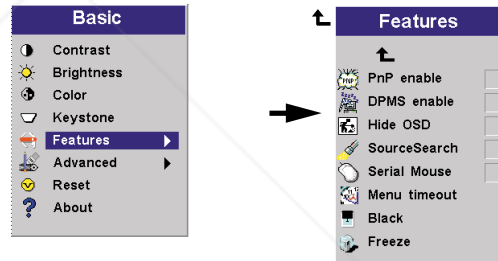 Basic
Contrast
Brightness
Color
Keystone
Features
Advanced
Reset
About
Features
PnP enable
DPMS enable
Hide OSD
SourceSearch
Serial Mouse
Menu timeout
Black
Freeze